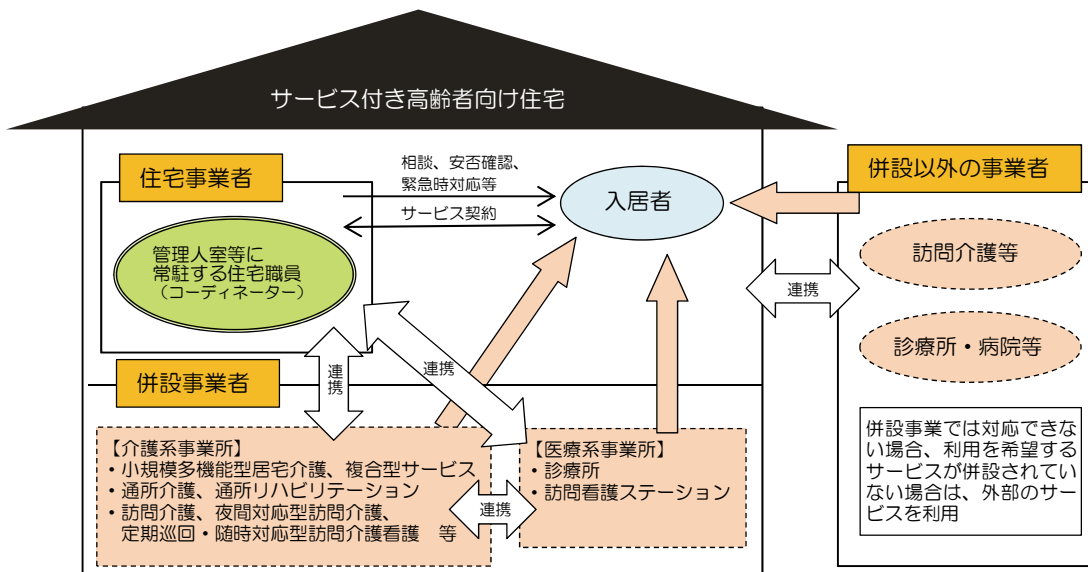 サービス付き高齢者向け住宅
住宅事業者
管理人室等に
常駐する住宅職員
（コーディネーター）
相談、安否確認、
緊急時対応等
サービス契約
入居者
併設以外の事業者
訪問介護等
診療所・病院等
連携
併設事業では対応できな
い場合、利用を希望する
サービスが併設されてい
ない場合は、外部のサー
ビスを利用
併設事業者
連携
連携
【介護系事業所】
・小規模多機能型居宅介護、複合型サービス
・通所介護、通所リハビリテーション
・訪問介護、夜間対応型訪問介護、
定期巡回・随時対応型訪問介護看護　等
連携
【医療系事業所】
・診療所
・訪問看護ステーション